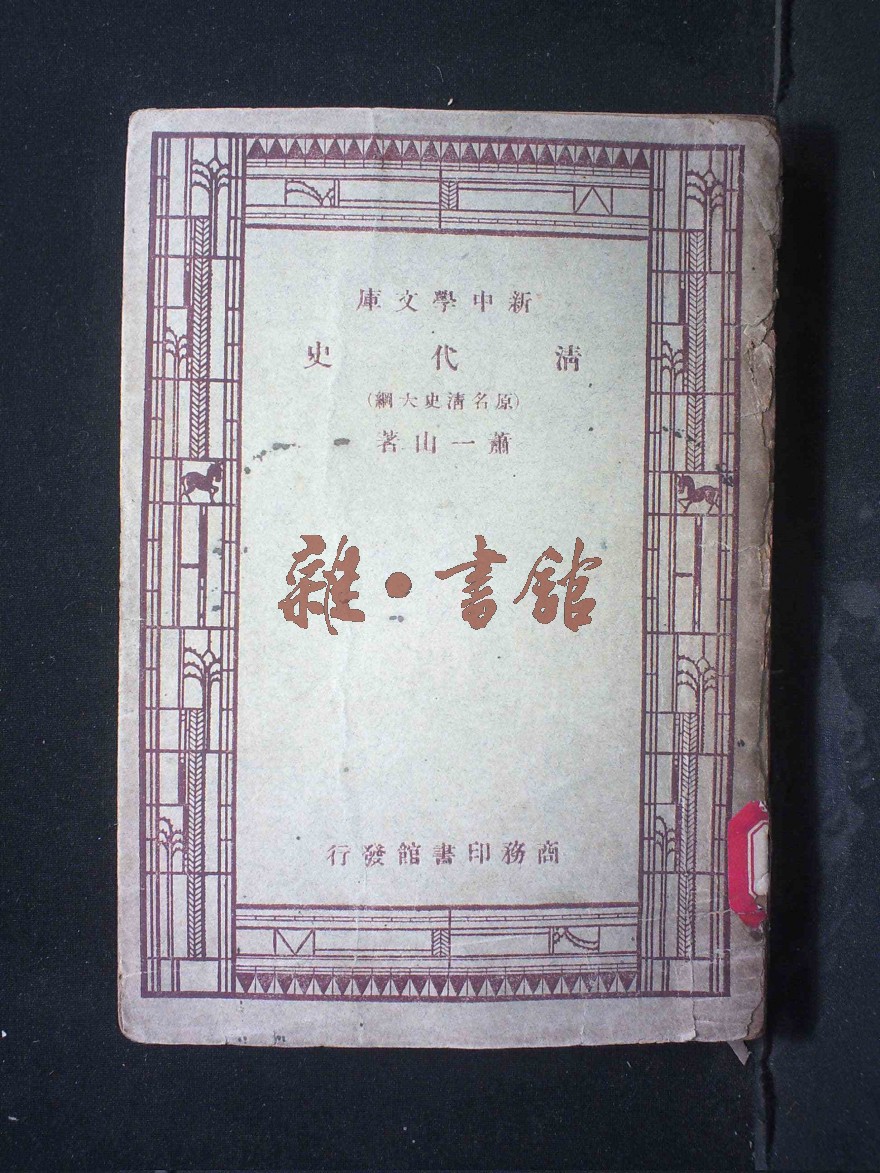 新中學文庫
清代史
(原名清史大綱)
蕭一山著
雜·書館
商務印書館發行